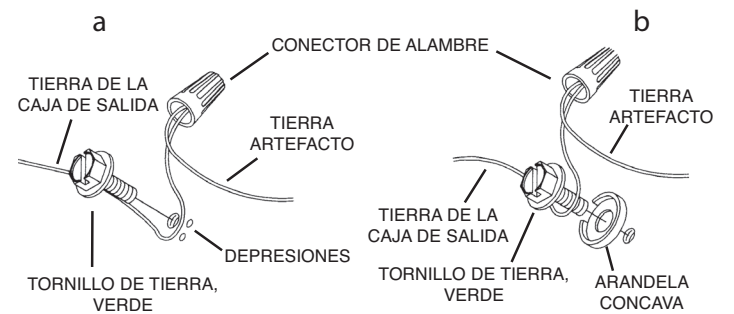 a
b
CONECTOR DE ALAMBRE
TIERRA DE LA
CAJA DE SALIDA
TIERRA
ARTEFACTO
DEPRESIONES
TORNILLO DE TIERRA,
VERDE
TIERRA
ARTEFACTO
TIERRA DE LA
CAJA DE SALIDA
TORNILLO DE TIERRA,
VERDE
ARANDELA
CONCAVA